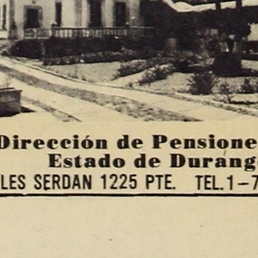 Dirección de Pensione
Estado de Durang
LES SERDAN 1225 PTE. TEL. 1-7